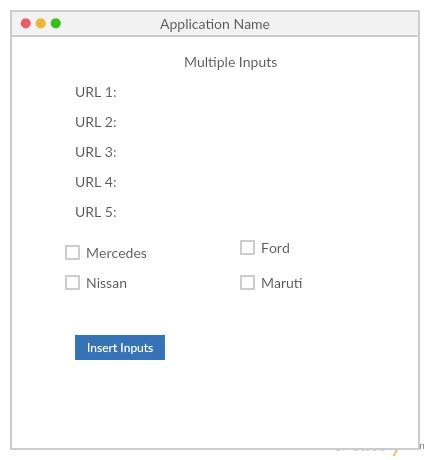 Application Name
Multiple Inputs
URL 1:
URL 2:
URL 3:
URL 4:
URL 5:
Mercedes
Ford
Nissan
Maruti
Insert Inputs